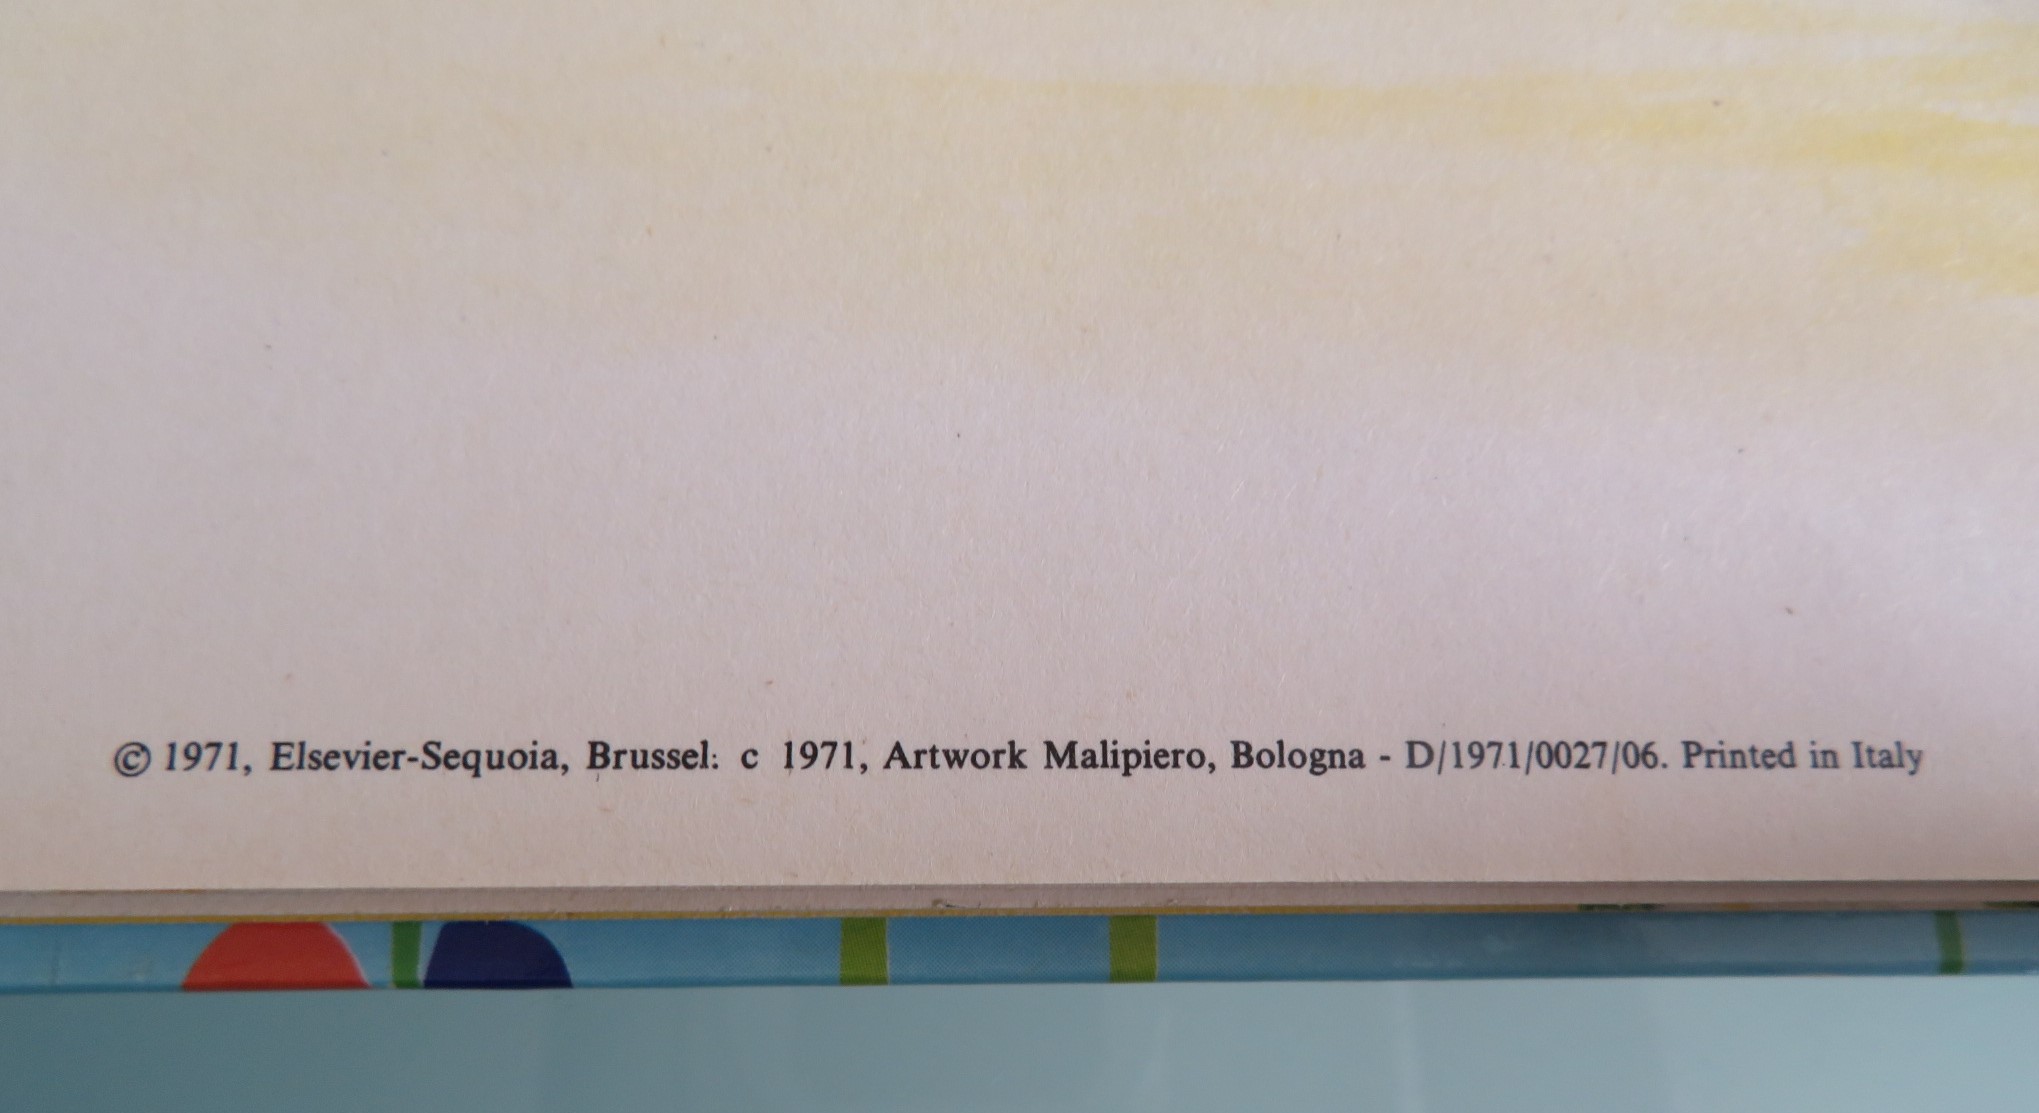 © 1971, Elsevier-Sequoia, Brussel: c 1971, Artwork Malipiero, Bologna - D/1971/0027/06. Printed in Italy